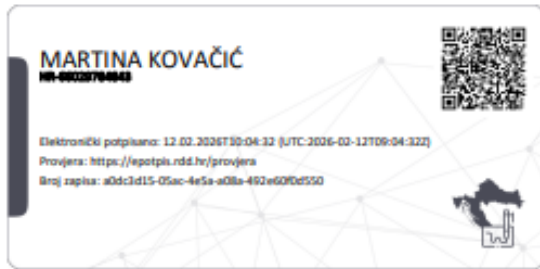 MARTINA KOVAČIĆ
Elektronički potpisano: 12.02.2026T10:04:32 (UTC:2026-02-12T09:04:32Z)
Provjera: https://epotpis.rdd.hr/provjera
Broj zapisa: a0dc3d15-05ac-4e5a-a08a-492e60f0d550